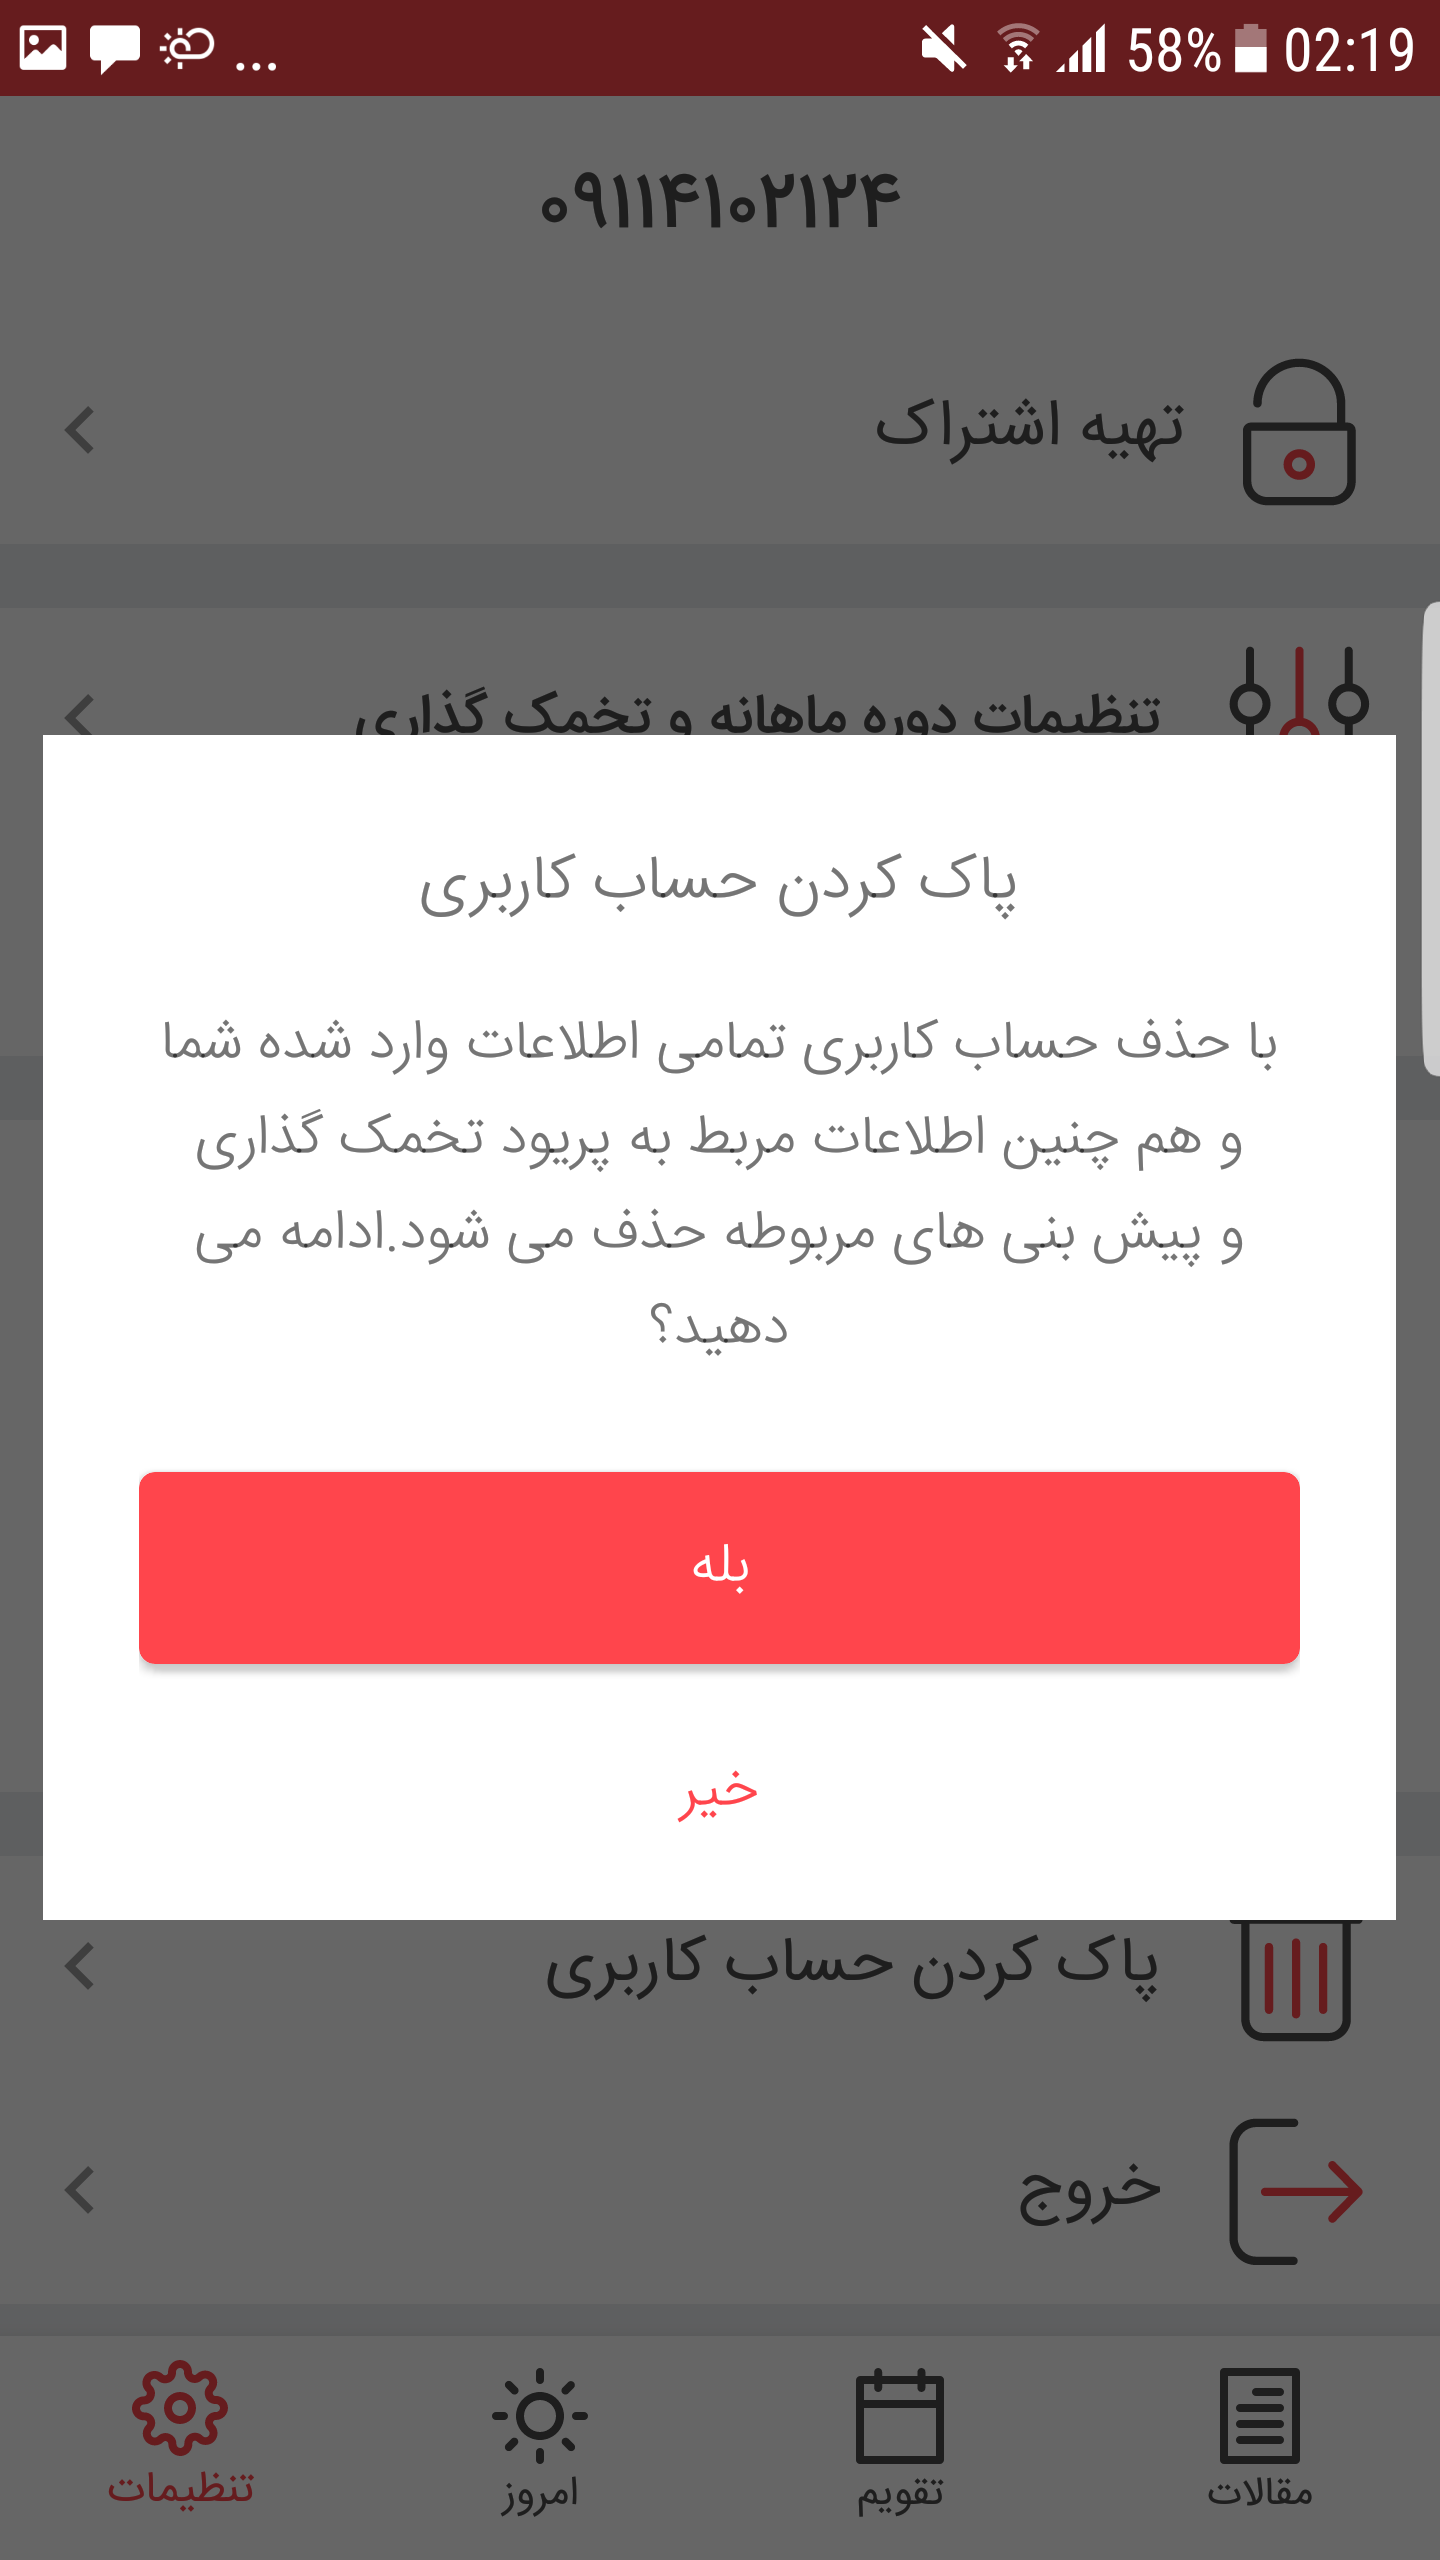 ... 58% 02:19
۰۹۱۱۴۱۰۲۱۲۴
تهیه اشتراک
تنظیمات دوره ماهانه و تخمک گذاری
پاک کردن حساب کاربری
با حذف حساب کاربری تمامی اطلاعات وارد شده شما
و هم چنین اطلاعات مربط به پریود تخمک گذاری
و پیش بنی های مربوطه حذف می شود.ادامه می
دهید؟
بله
خیر
پاک کردن حساب کاربری
خروج
مقالات تقویم امروز تنظیمات